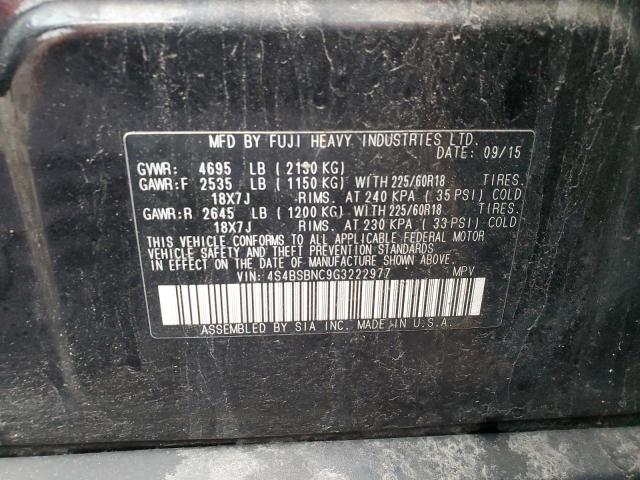 MFD BY FUJI HEAVY INDUSTRIES LTD.
DATE: 09/15
GVWR: 4695 LB (2130 KG)
GAWR:F 2535 LB (1150 KG) WITH 225/60R18 TIRES.
18X7J RIMS. AT 240 KPA (35 PSI) COLD
GAWR:R 2645 LB (1200 KG) WITH 225/60R18 TIRES.
18X7J RIMS. AT 230 KPA (33 PSI) COLD
THIS VEHICLE CONFORMS TO ALL APPLICABLE FEDERAL MOTOR
VEHICLE SAFETY AND THEFT PREVENTION STANDARDS
IN EFFECT ON THE DATE OF MANUFACTURE SHOWN ABOVE.
VIN: 4S4BSBNC9G3222977 MPV
ASSEMBLED BY SIA INC. MADE IN U.S.A.